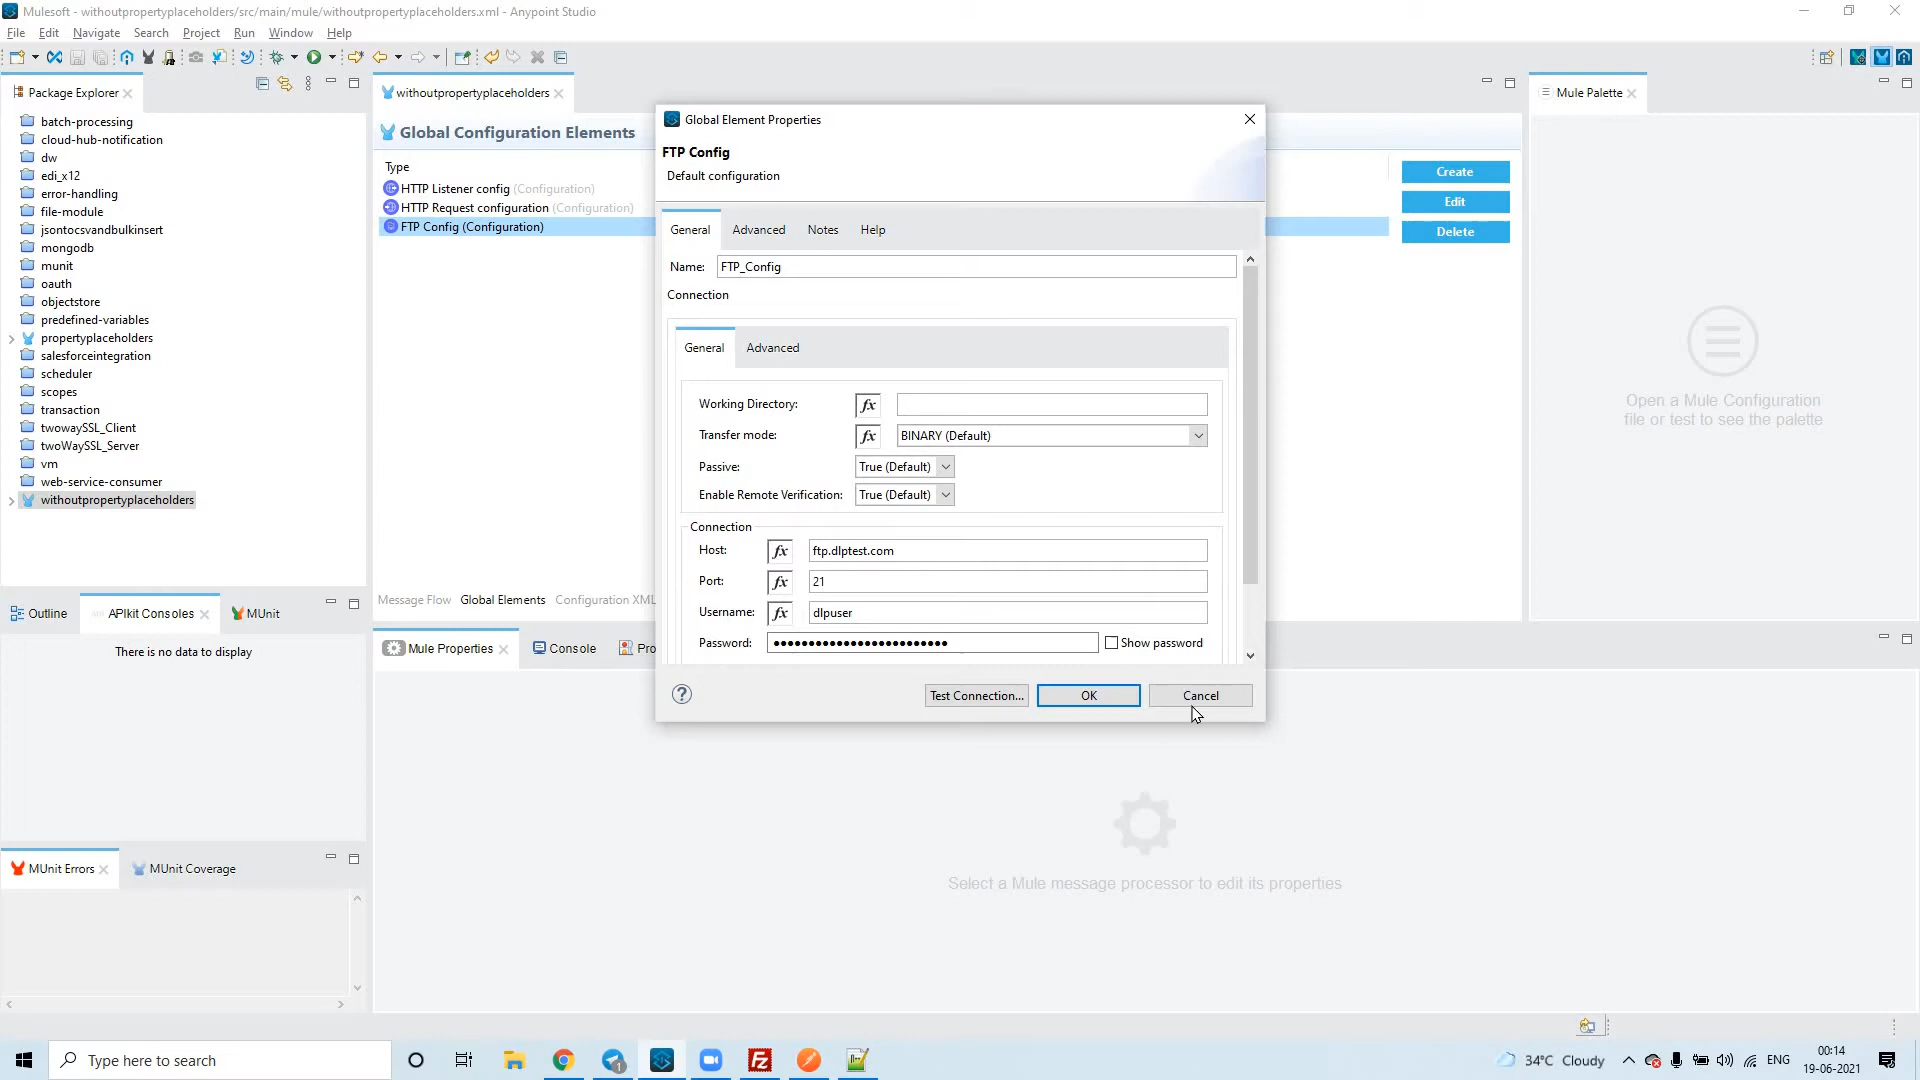 Mulesoft - withoutpropertyplaceholders/src/main/mule/withoutpropertyplaceholders.xml - Anypoint Studio
File Edit Navigate Search Project Run Window Help
Package Explorer
batch-processing
cloud-hub-notification
dw
edi_x12
error-handling
file-module
jsontocsvandbulkinsert
mongodb
munit
oauth
objectstore
predefined-variables
propertyplaceholders
salesforceintegration
scheduler
scopes
transaction
twowaySSL_Client
twoWaySSL_Server
vm
web-service-consumer
withoutpropertyplaceholders
withoutpropertyplaceholders
Global Configuration Elements
Type
HTTP Listener config (Configuration)
HTTP Request configuration (Configuration)
FTP Config (Configuration)
Create
Edit
Delete
Message Flow Global Elements Configuration XML
Global Element Properties
FTP Config
Default configuration
General Advanced Notes Help
Name: FTP_Config
Connection
General Advanced
Working Directory: fx
Transfer mode: fx BINARY (Default)
Passive: True (Default)
Enable Remote Verification: True (Default)
Connection
Host: fx ftp.dlptest.com
Port: fx 21
Username: fx dlpuser
Password: ●●●●●●●●●●●●●●●●●●●●●●●●● Show password
? Test Connection... OK Cancel
Mule Palette
Open a Mule Configuration
file or test to see the palette
Outline APIkit Consoles MUnit
There is no data to display
Mule Properties Console Pro
Select a Mule message processor to edit its properties
MUnit Errors MUnit Coverage
Type here to search
1
34°C Cloudy
ENG
00:14
19-06-2021